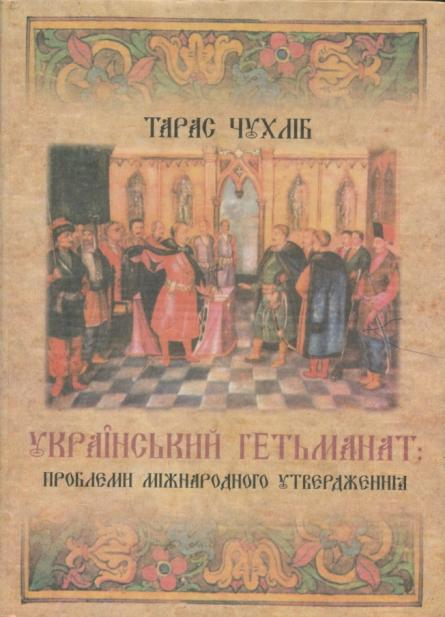 ТАРАС ЧУХЛІБ
УКРАЇНСЬКИЙ ГЕТЬМАНАТ:
ПРОБЛЕМИ МІЖНАРОДНОГО УТВЕРДЖЕННЯ